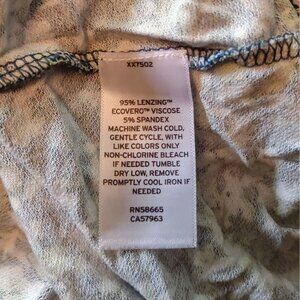 XXT502
95% LENZING™
ECOVERO™ VISCOSE
5% SPANDEX
MACHINE WASH COLD,
GENTLE CYCLE, WITH
LIKE COLORS ONLY
NON-CHLORINE BLEACH
IF NEEDED TUMBLE
DRY LOW, REMOVE
PROMPTLY COOL IRON IF
NEEDED
RN58665
CA57963